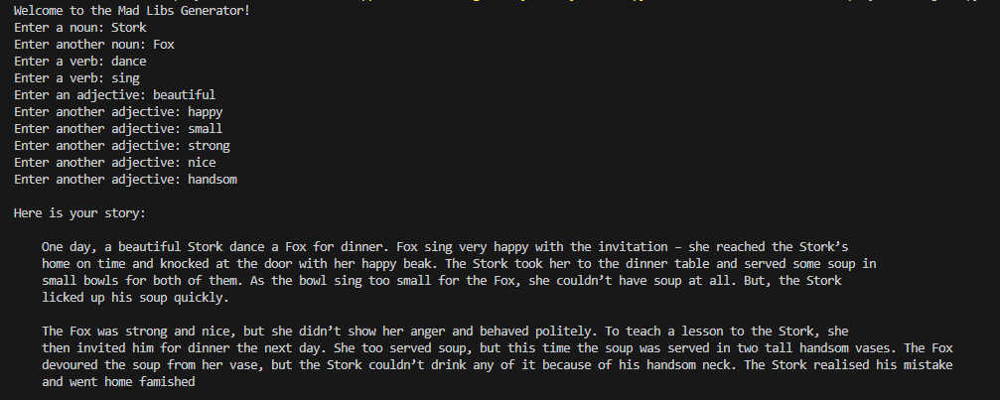 Welcome to the Mad Libs Generator!
Enter a noun: Stork
Enter another noun: Fox
Enter a verb: dance
Enter a verb: sing
Enter an adjective: beautiful
Enter another adjective: happy
Enter another adjective: small
Enter another adjective: strong
Enter another adjective: nice
Enter another adjective: handsom
Here is your story:
One day, a beautiful Stork dance a Fox for dinner. Fox sing very happy with the invitation – she reached the Stork’s
home on time and knocked at the door with her happy beak. The Stork took her to the dinner table and served some soup in
small bowls for both of them. As the bowl sing too small for the Fox, she couldn’t have soup at all. But, the Stork
licked up his soup quickly.
The Fox was strong and nice, but she didn’t show her anger and behaved politely. To teach a lesson to the Stork, she
then invited him for dinner the next day. She too served soup, but this time the soup was served in two tall handsom vases. The Fox
devoured the soup from her vase, but the Stork couldn’t drink any of it because of his handsom neck. The Stork realised his mistake
and went home famished